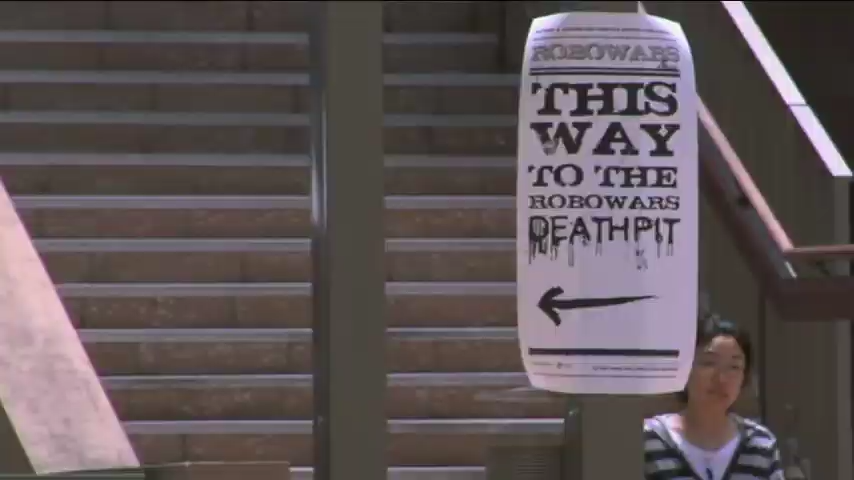 ROBOWARS
THIS
WAY
TO THE
ROBOWARS
DEATHPIT